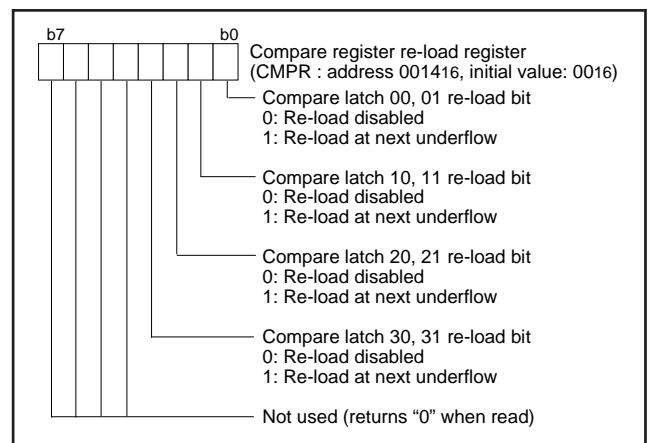 b7 b0
Compare register re-load register
(CMPR : address 001416, initial value: 0016)
Compare latch 00, 01 re-load bit
0: Re-load disabled
1: Re-load at next underflow
Compare latch 10, 11 re-load bit
0: Re-load disabled
1: Re-load at next underflow
Compare latch 20, 21 re-load bit
0: Re-load disabled
1: Re-load at next underflow
Compare latch 30, 31 re-load bit
0: Re-load disabled
1: Re-load at next underflow
Not used (returns “0” when read)